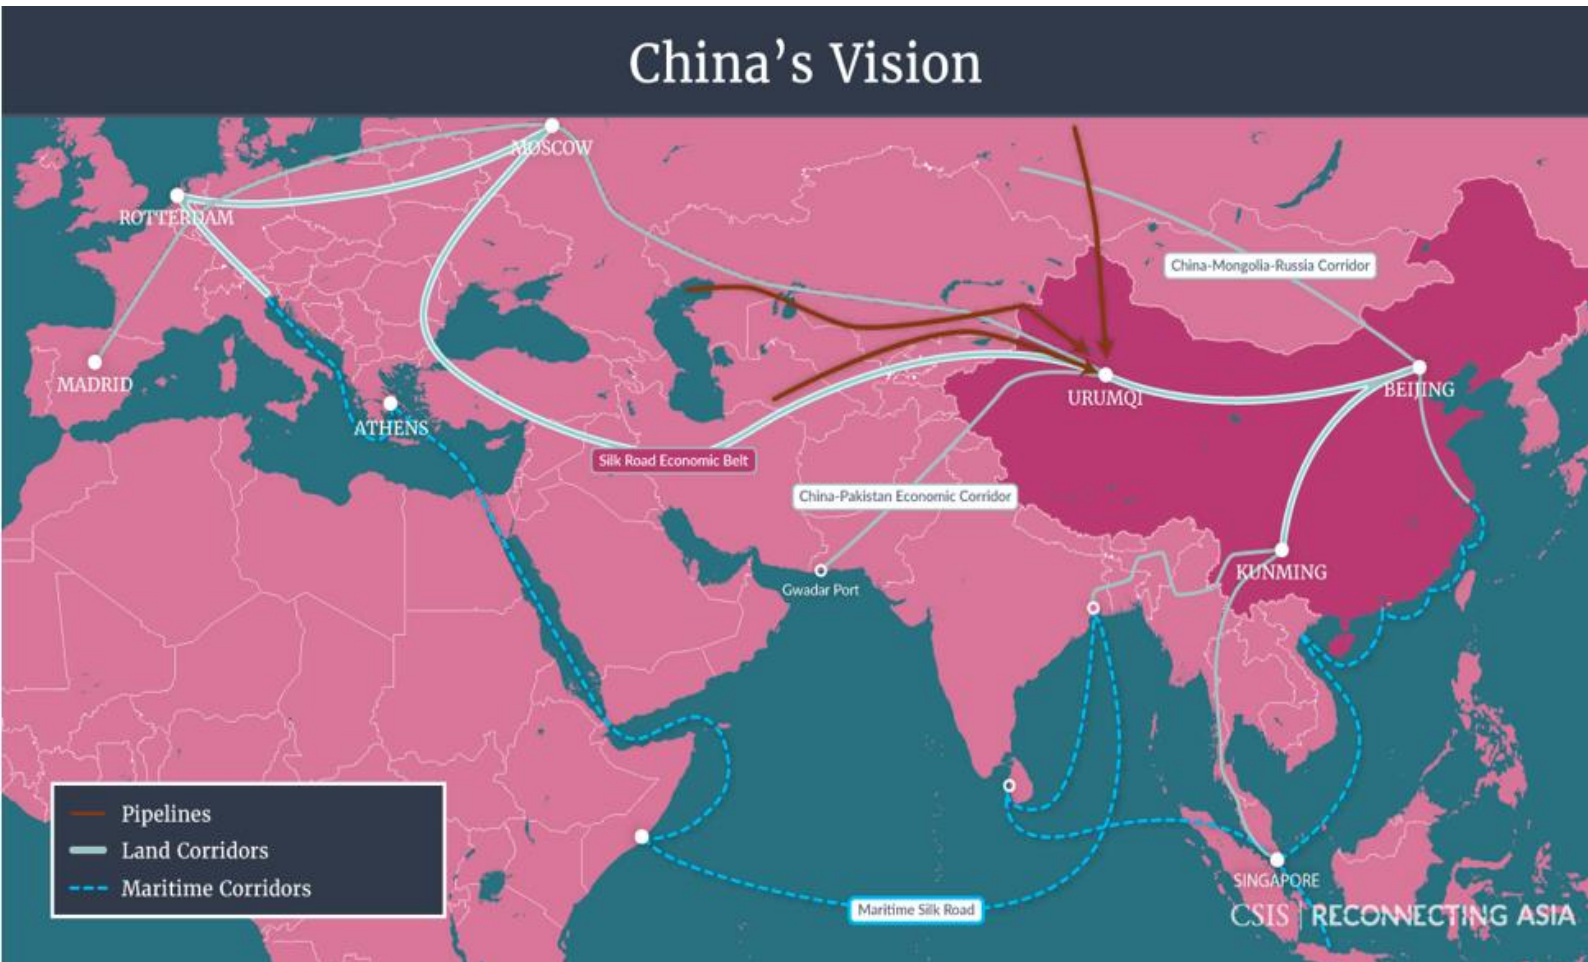 China’s Vision
MOSCOW
ROTTERDAM
China-Mongolia-Russia Corridor
MADRID
URUMQI
BEIJING
ATHENS
Silk Road Economic Belt
China-Pakistan Economic Corridor
KUNMING
Gwadar Port
Pipelines
Land Corridors
Maritime Corridors
SINGAPORE
Maritime Silk Road
CSIS | RECONNECTING ASIA